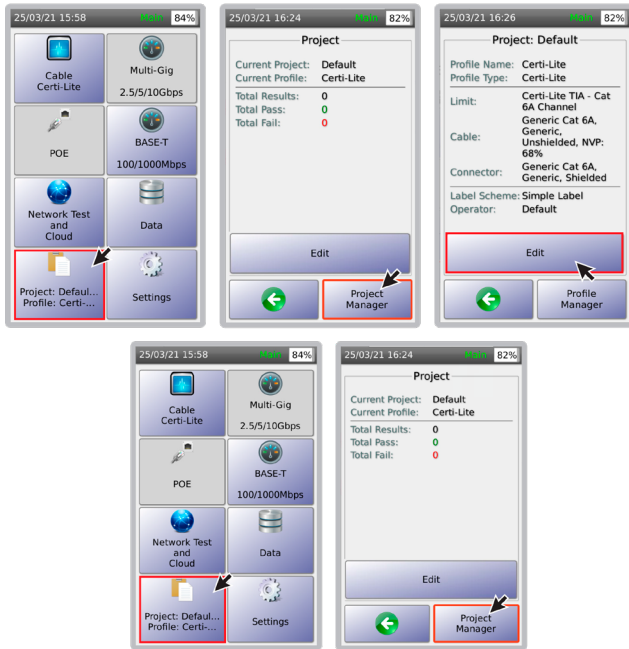 25/03/21 15:58 Main 84%
Cable
Certi-Lite
Multi-Gig
2.5/5/10Gbps
POE
BASE-T
100/1000Mbps
Network Test
and
Cloud
Data
Project: Defaul...
Profile: Certi-...
Settings
25/03/21 16:24 Main 82%
Project
Current Project: Default
Current Profile: Certi-Lite
Total Results: 0
Total Pass: 0
Total Fail: 0
Edit
Project
Manager
25/03/21 16:26 Main 82%
Project: Default
Profile Name: Certi-Lite
Profile Type: Certi-Lite
Limit: Certi-Lite TIA - Cat
6A Channel
Cable: Generic Cat 6A,
Generic,
Unshielded, NVP:
68%
Connector: Generic Cat 6A,
Generic, Shielded
Label Scheme: Simple Label
Operator: Default
Edit
Profile
Manager
25/03/21 15:58 Main 84%
Cable
Certi-Lite
Multi-Gig
2.5/5/10Gbps
POE
BASE-T
100/1000Mbps
Network Test
and
Cloud
Data
Project: Defaul...
Profile: Certi-...
Settings
25/03/21 16:24 Main 82%
Project
Current Project: Default
Current Profile: Certi-Lite
Total Results: 0
Total Pass: 0
Total Fail: 0
Edit
Project
Manager